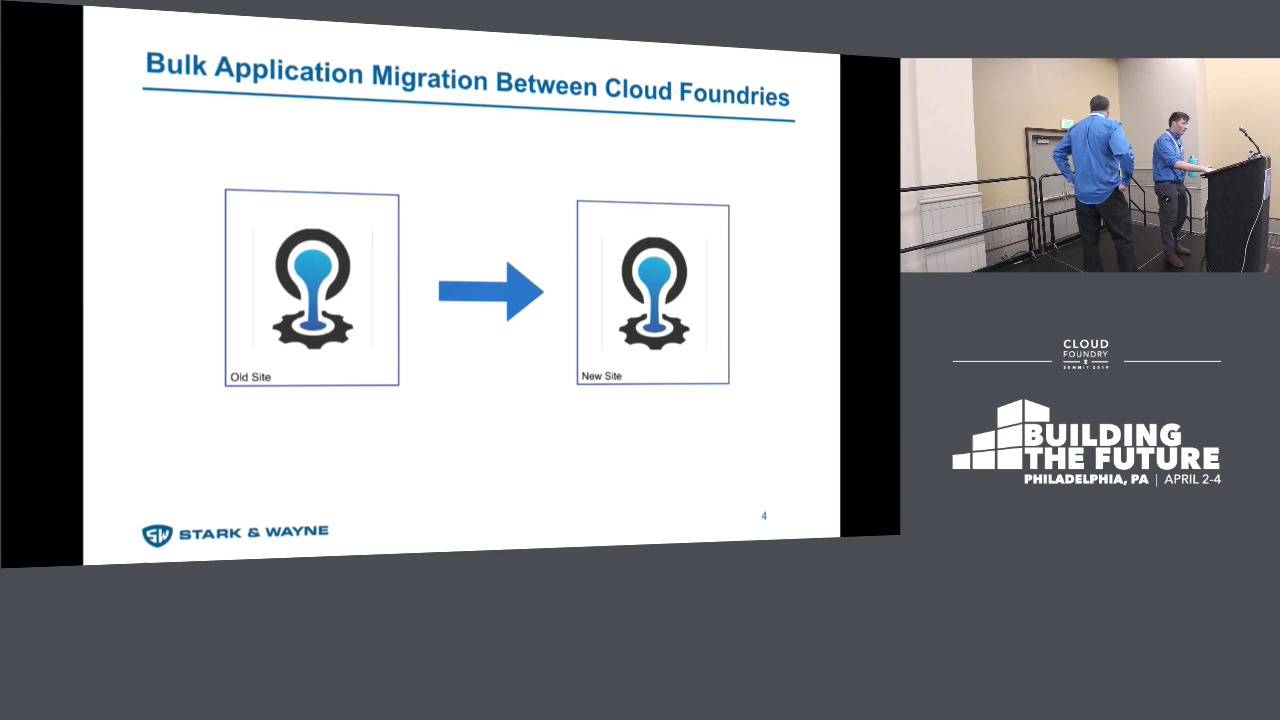 Bulk Application Migration Between Cloud Foundries
Old Site
New Site
SW STARK & WAYNE
4
CLOUD
FOUNDRY
SUMMIT 2019
BUILDING
THE FUTURE
PHILADELPHIA, PA | APRIL 2-4